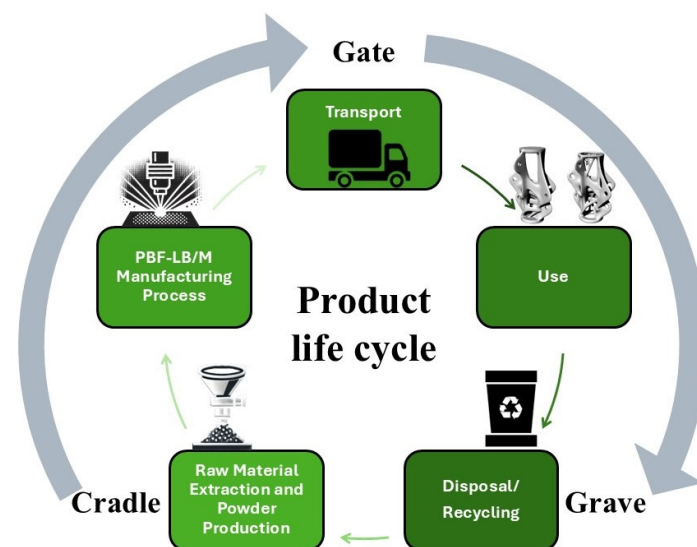 Gate
Transport
PBF-LB/M
Manufacturing
Process
Use
Product
life cycle
Cradle
Raw Material
Extraction and
Powder
Production
Disposal/
Recycling
Grave